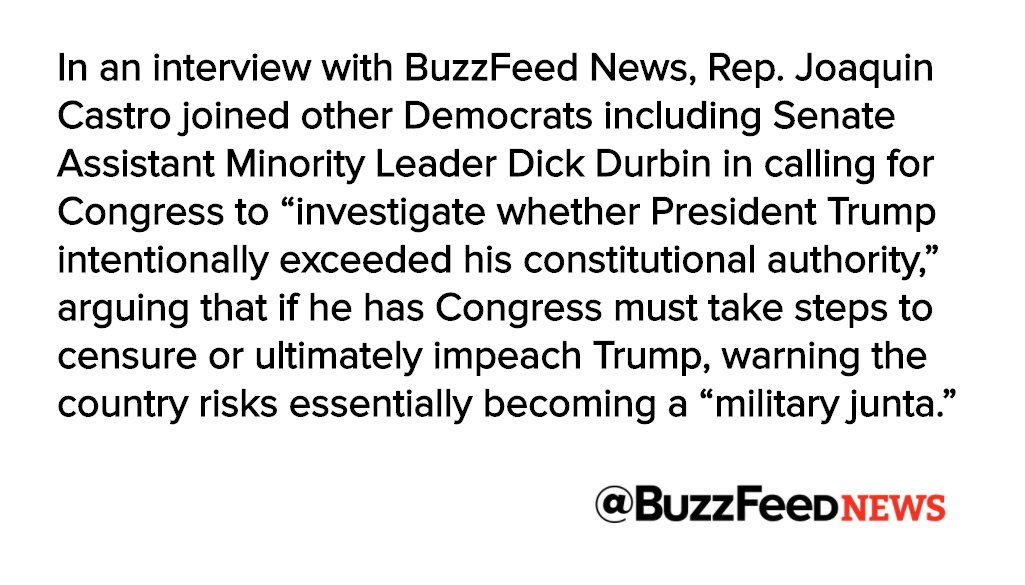 In an interview with BuzzFeed News, Rep. Joaquin
Castro joined other Democrats including Senate
Assistant Minority Leader Dick Durbin in calling for
Congress to “investigate whether President Trump
intentionally exceeded his constitutional authority,”
arguing that if he has Congress must take steps to
censure or ultimately impeach Trump, warning the
country risks essentially becoming a “military junta.”
@BuzzFeedNEWS